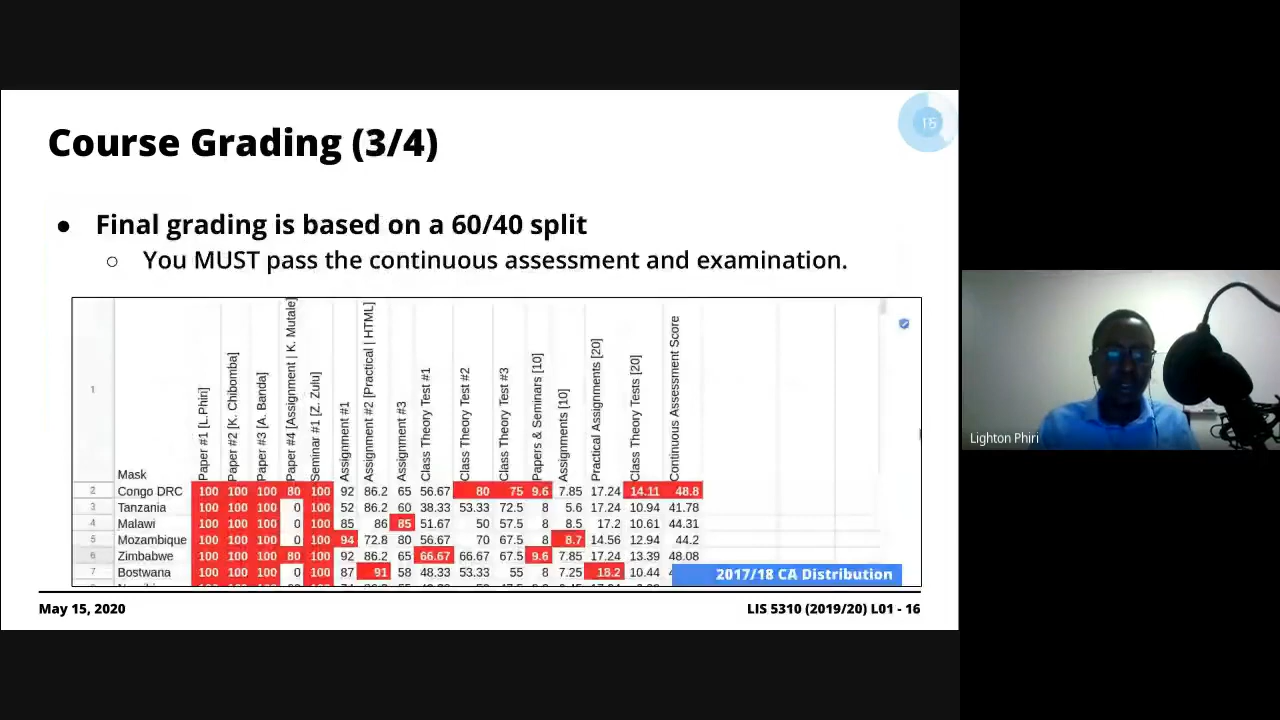 15
Course Grading (3/4)
● Final grading is based on a 60/40 split
○ You MUST pass the continuous assessment and examination.
1 Mask Paper #1 [L.Phiri] Paper #2 [K. Chibomba] Paper #3 [A. Banda] Paper #4 [Assignment | K. Mutale] Seminar #1 [Z. Zulu] Assignment #1 Assignment #2 [Practical | HTML] Assignment #3 Class Theory Test #1 Class Theory Test #2 Class Theory Test #3 Papers & Seminars [10] Assignments [10] Practical Assignments [20] Class Theory Tests [20] Continuous Assessment Score
2 Congo DRC 100 100 100 80 100 92 86.2 65 56.67 80 75 9.6 7.85 17.24 14.11 48.8
3 Tanzania 100 100 100 0 100 52 86.2 60 38.33 53.33 72.5 8 5.6 17.24 10.94 41.78
4 Malawi 100 100 100 0 100 85 86 85 51.67 50 57.5 8 8.5 17.2 10.61 44.31
5 Mozambique 100 100 100 0 100 94 72.8 80 56.67 70 67.5 8 8.7 14.56 12.94 44.2
6 Zimbabwe 100 100 100 80 100 92 86.2 65 66.67 66.67 67.5 9.6 7.85 17.24 13.39 48.08
7 Bostwana 100 100 100 0 100 87 91 58 48.33 53.33 55 8 7.25 18.2 10.44
2017/18 CA Distribution
May 15, 2020
LIS 5310 (2019/20) L01 - 16
Lighton Phiri